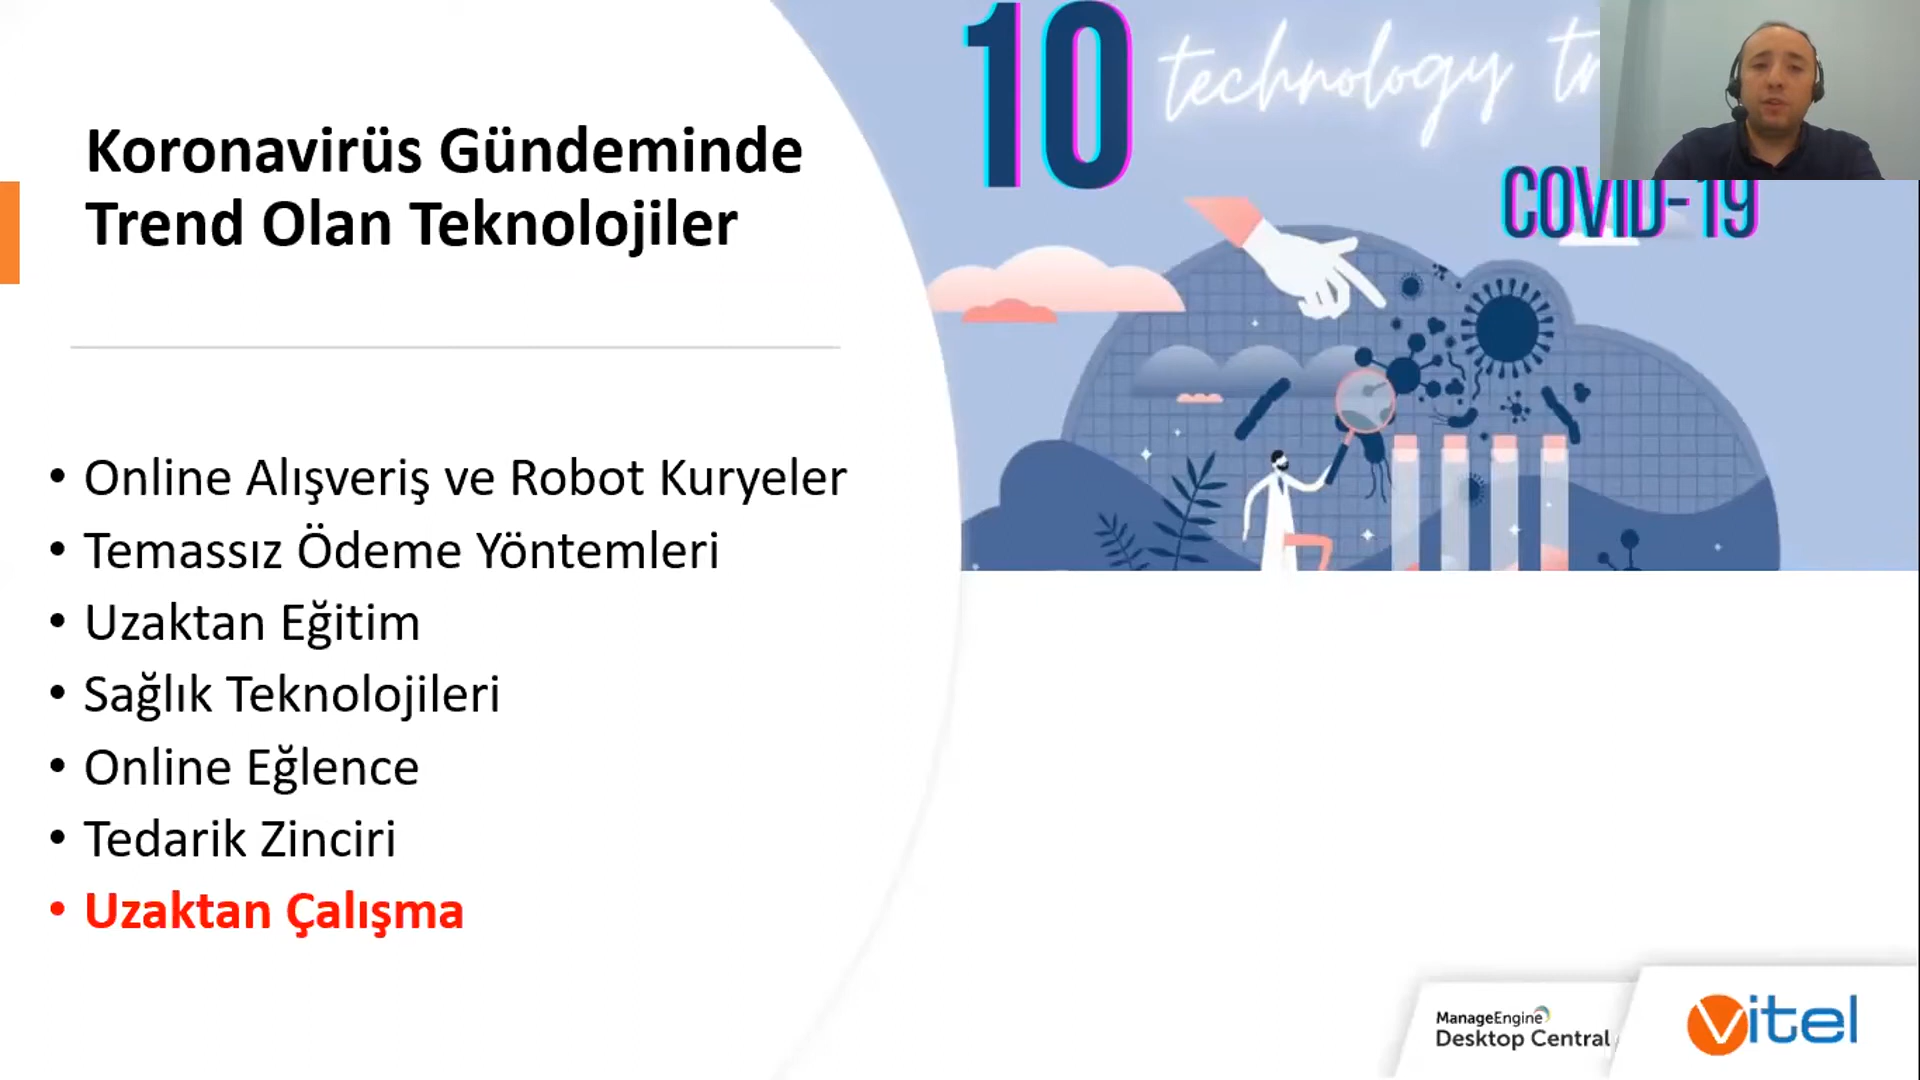 Koronavirüs Gündeminde
Trend Olan Teknolojiler
• Online Alışveriş ve Robot Kuryeler
• Temassız Ödeme Yöntemleri
• Uzaktan Eğitim
• Sağlık Teknolojileri
• Online Eğlence
• Tedarik Zinciri
• Uzaktan Çalışma
10 technology
COVID-19
ManageEngine
Desktop Central
Vitel